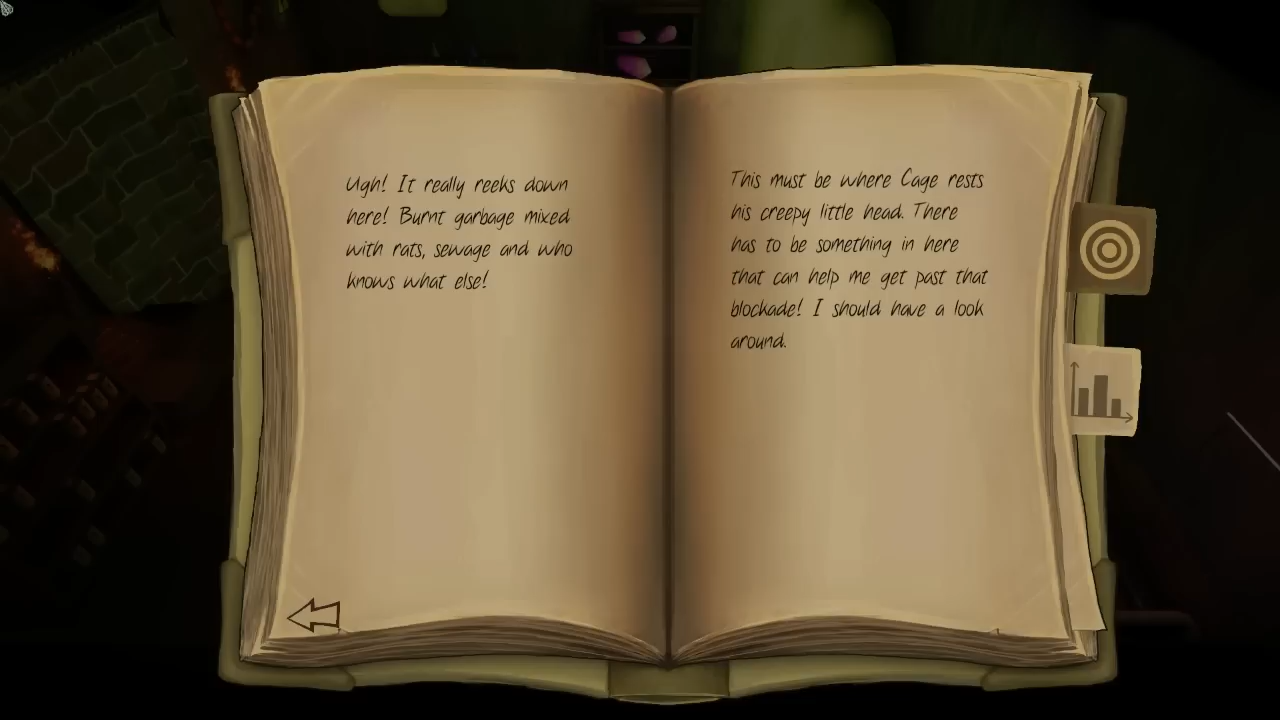 Ugh! It really reeks down
here! Burnt garbage mixed
with rats, sewage and who
knows what else!
This must be where Cage rests
his creepy little head. There
has to be something in here
that can help me get past that
blockade! I should have a look
around.